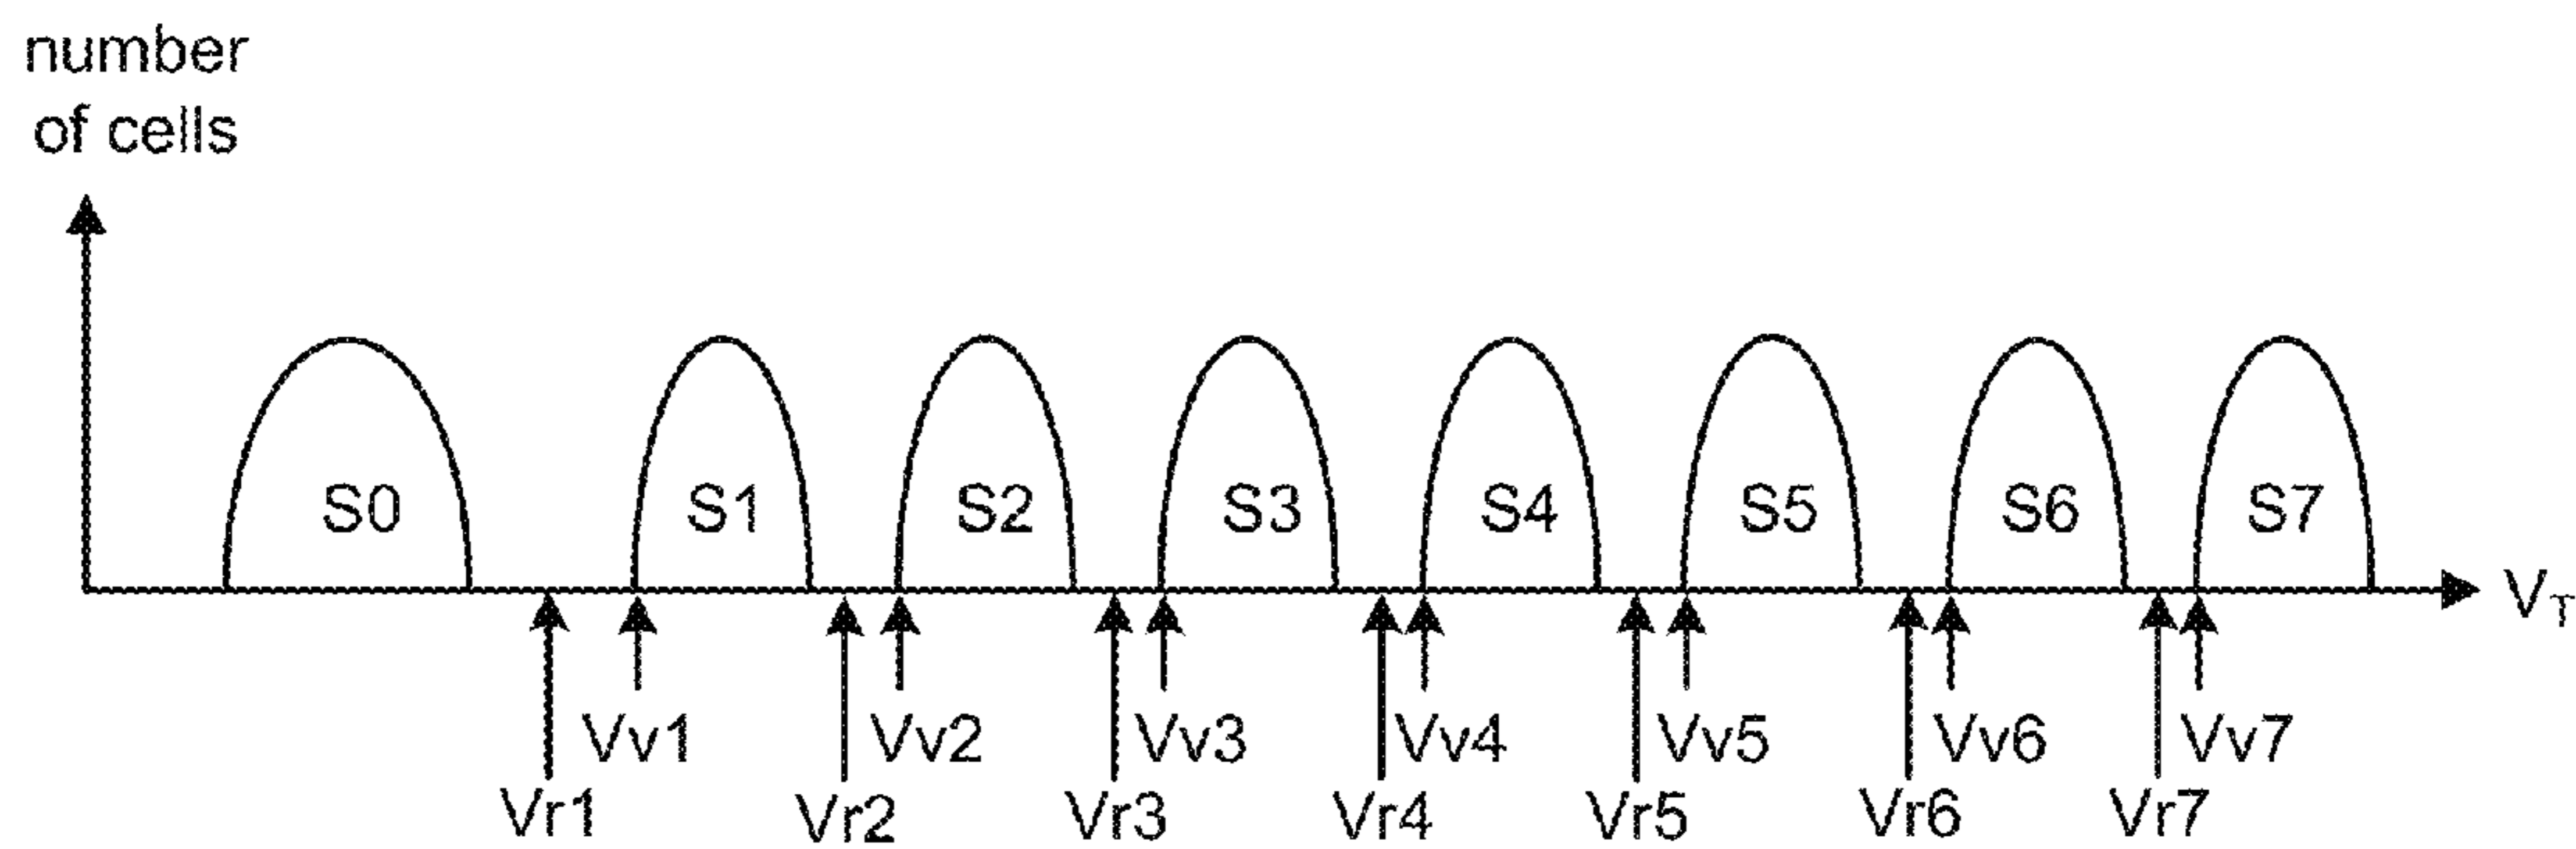 number
of cells
S0 S1 S2 S3 S4 S5 S6 S7
V_T
Vv1 Vv2 Vv3 Vv4 Vv5 Vv6 Vv7
Vr1 Vr2 Vr3 Vr4 Vr5 Vr6 Vr7